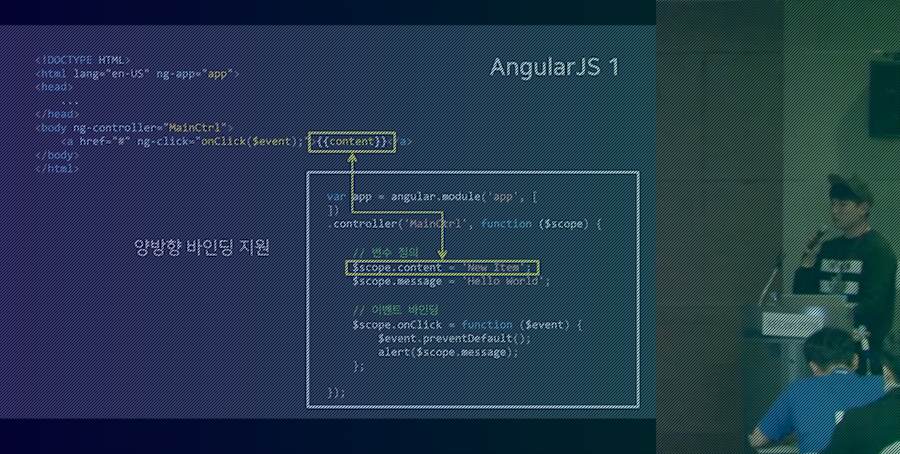 AngularJS 1
<!DOCTYPE HTML>
<html lang="en-US" ng-app="app">
<head>
...
</head>
<body ng-controller="MainCtrl">
<a href="#" ng-click="onClick($event);">{{content}}</a>
</body>
</html>
양방향 바인딩 지원
var app = angular.module('app', [
])
.controller('MainCtrl', function ($scope) {
// 변수 정의
$scope.content = 'New Item';
$scope.message = 'Hello World';
// 이벤트 바인딩
$scope.onClick = function ($event) {
$event.preventDefault();
alert($scope.message);
};
});